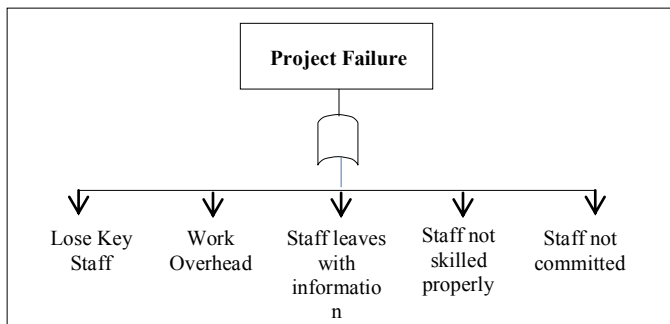 Project Failure
Lose Key
Staff
Work
Overhead
Staff leaves
with
informatio
n
Staff not
skilled
properly
Staff not
committed